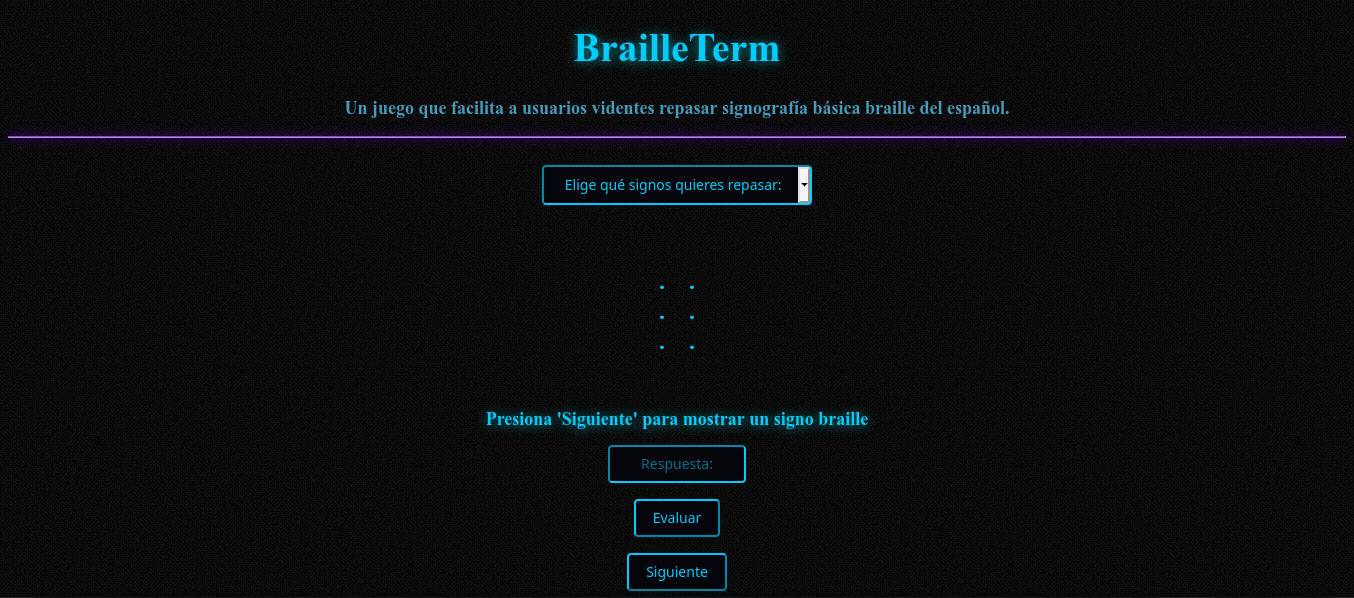 BrailleTerm
Un juego que facilita a usuarios videntes repasar signografía básica braille del español.
Elige qué signos quieres repasar:
Presiona 'Siguiente' para mostrar un signo braille
Respuesta:
Evaluar
Siguiente